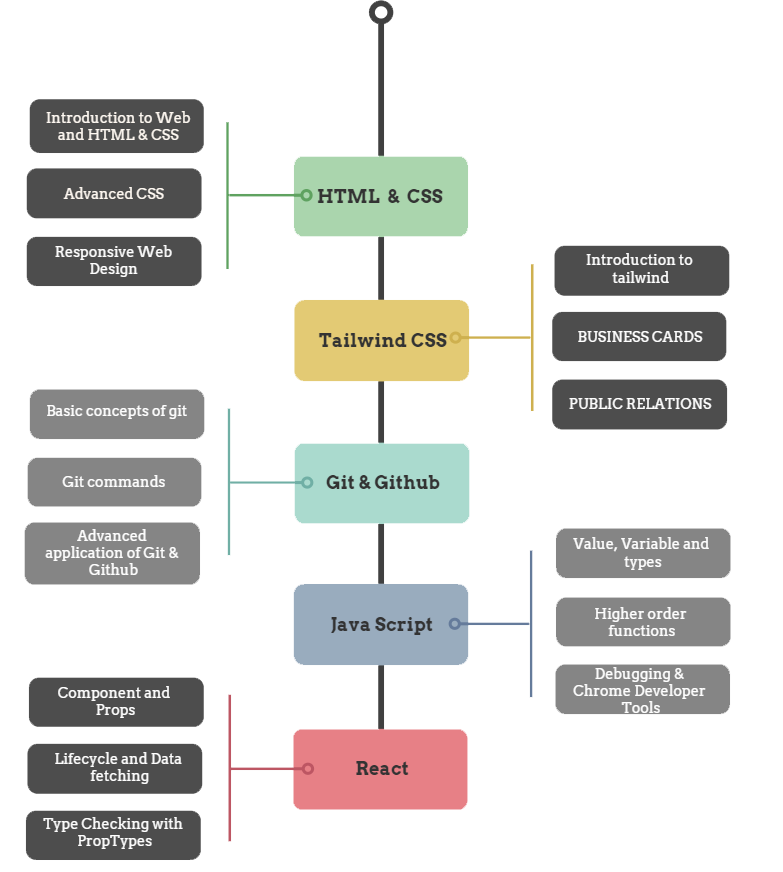 Introduction to Web
and HTML & CSS
Advanced CSS
Responsive Web
Design
HTML & CSS
Introduction to
tailwind
BUSINESS CARDS
PUBLIC RELATIONS
Tailwind CSS
Basic concepts of git
Git commands
Advanced
application of Git &
Github
Git & Github
Value, Variable and
types
Higher order
functions
Debugging &
Chrome Developer
Tools
Java Script
Component and
Props
Lifecycle and Data
fetching
Type Checking with
PropTypes
React